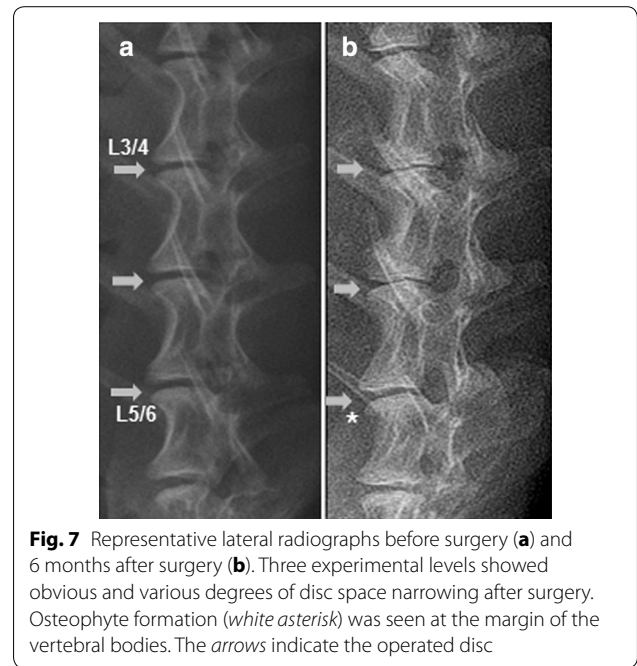 a
b
L3/4
L5/6
*
Fig. 7 Representative lateral radiographs before surgery (a) and
6 months after surgery (b). Three experimental levels showed
obvious and various degrees of disc space narrowing after surgery.
Osteophyte formation (white asterisk) was seen at the margin of the
vertebral bodies. The arrows indicate the operated disc